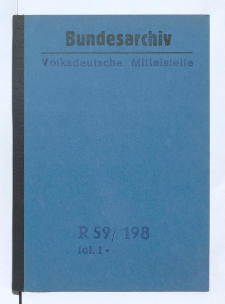 Bundesarchiv
Volksdeutsche Mittelstelle
R 59/ 198
fol. 1-